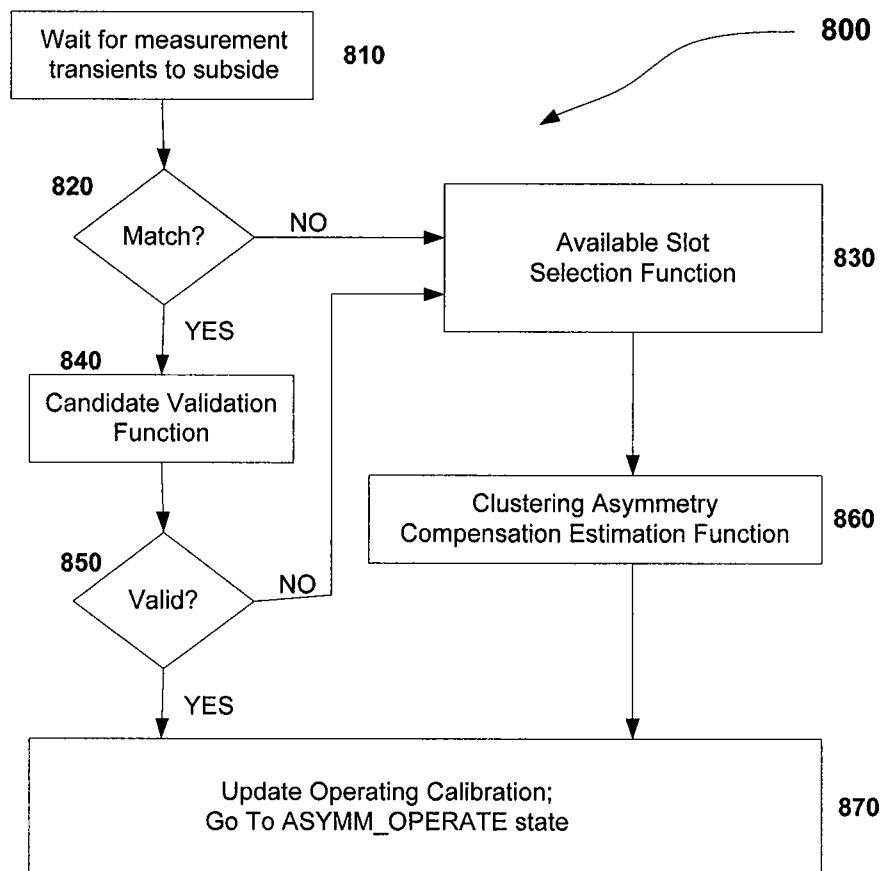 800
Wait for measurement
transients to subside
810
820
Match?
NO
YES
Available Slot
Selection Function
830
840
Candidate Validation
Function
850
Valid?
NO
YES
Clustering Asymmetry
Compensation Estimation Function
860
Update Operating Calibration;
Go To ASYMM_OPERATE state
870